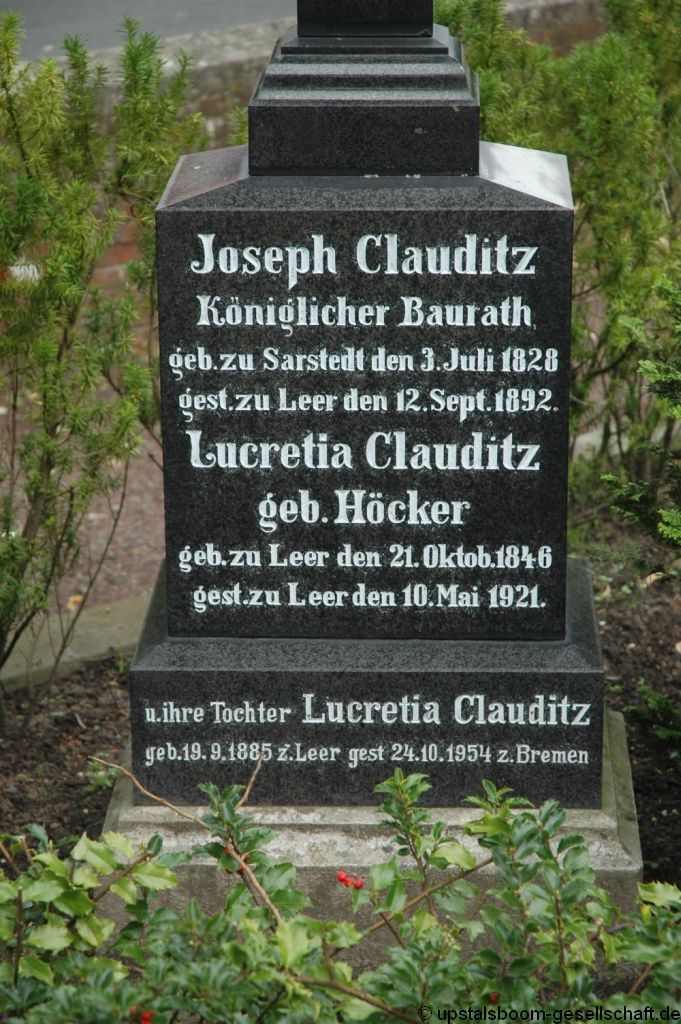 Joseph Clauditz
Königlicher Baurath,
geb. zu Sarstedt den 3. Juli 1828
gest. zu Leer den 12. Sept. 1892.
Lucretia Clauditz
geb. Höcker
geb. zu Leer den 21. Oktob. 1846
gest. zu Leer den 10. Mai 1921.
u. ihre Tochter Lucretia Clauditz
geb. 19. 9. 1885 z. Leer gest 24. 10. 1954 z. Bremen
© upstalsboom-gesellschaft.de